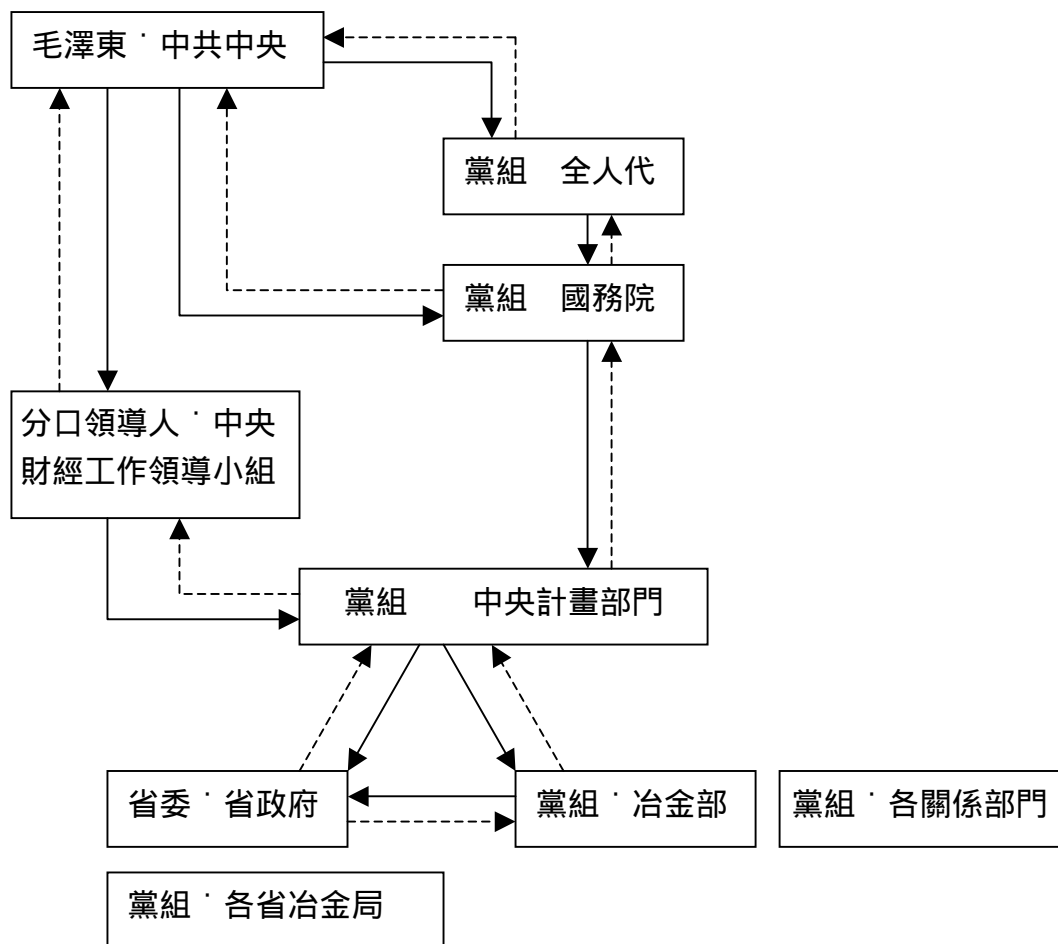 毛澤東˙中共中央
黨組　全人代
黨組　國務院
分口領導人˙中央
財經工作領導小組
黨組　　中央計畫部門
省委˙省政府
黨組˙冶金部
黨組˙各關係部門
黨組˙各省冶金局